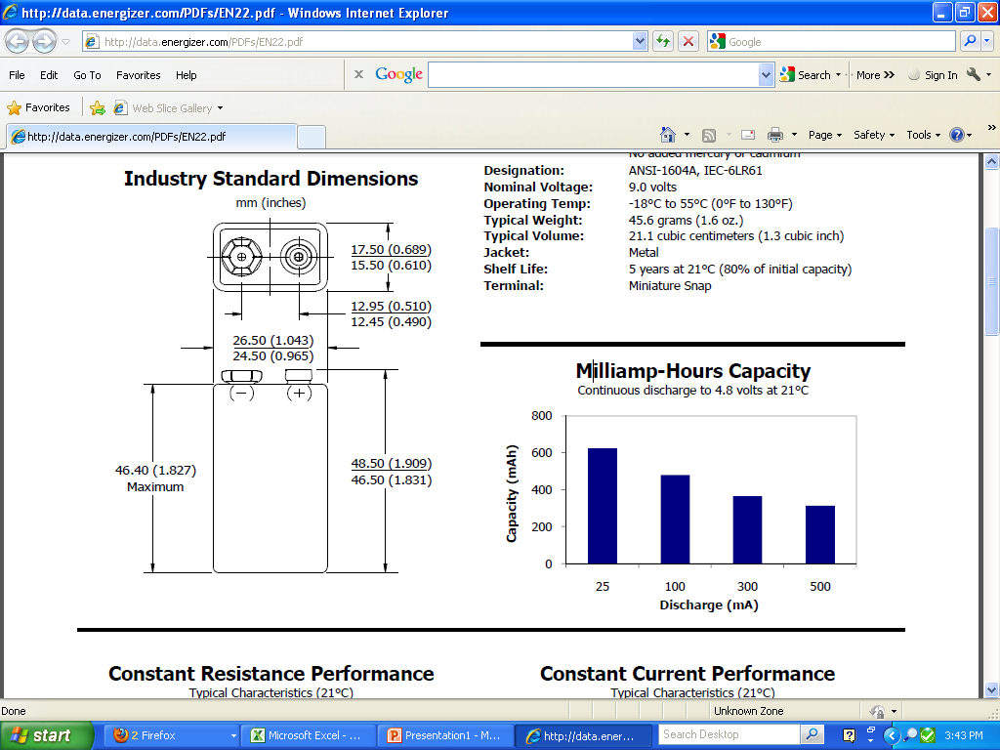 http://data.energizer.com/PDFs/EN22.pdf - Windows Internet Explorer
http://data.energizer.com/PDFs/EN22.pdf
Google
File Edit Go To Favorites Help
x Google Search More >> Sign In
Favorites Web Slice Gallery
http://data.energizer.com/PDFs/EN22.pdf Page Safety Tools >>
No added mercury or cadmium
Industry Standard Dimensions
mm (inches)
17.50 (0.689)
15.50 (0.610)
12.95 (0.510)
12.45 (0.490)
26.50 (1.043)
24.50 (0.965)
(−) (+)
46.40 (1.827)
Maximum
48.50 (1.909)
46.50 (1.831)
Designation: ANSI-1604A, IEC-6LR61
Nominal Voltage: 9.0 volts
Operating Temp: -18°C to 55°C (0°F to 130°F)
Typical Weight: 45.6 grams (1.6 oz.)
Typical Volume: 21.1 cubic centimeters (1.3 cubic inch)
Jacket: Metal
Shelf Life: 5 years at 21°C (80% of initial capacity)
Terminal: Miniature Snap
Milliamp-Hours Capacity
Continuous discharge to 4.8 volts at 21°C
Capacity (mAh)
800
600
400
200
0
25 100 300 500
Discharge (mA)
Constant Resistance Performance
Typical Characteristics (21°C)
Constant Current Performance
Typical Characteristics (21°C)
Done Unknown Zone
start 2 Firefox Microsoft Excel - ... Presentation1 - M... http://data.ener... Search Desktop 3:43 PM